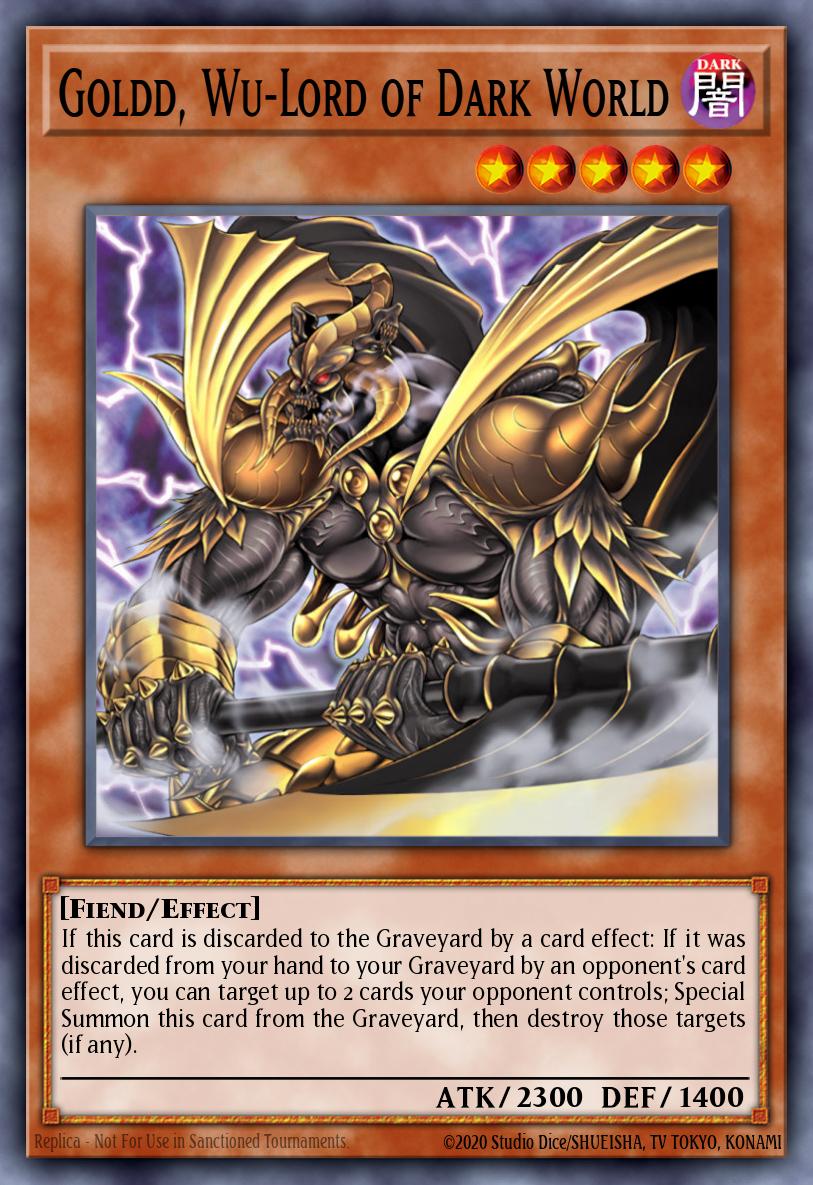 Goldd, Wu-Lord of Dark World
DARK
闇
[Fiend/Effect]
If this card is discarded to the Graveyard by a card effect: If it was
discarded from your hand to your Graveyard by an opponent's card
effect, you can target up to 2 cards your opponent controls; Special
Summon this card from the Graveyard, then destroy those targets
(if any).
ATK/2300 DEF/1400
Replica - Not For Use in Sanctioned Tournaments.
©2020 Studio Dice/SHUEISHA, TV TOKYO, KONAMI